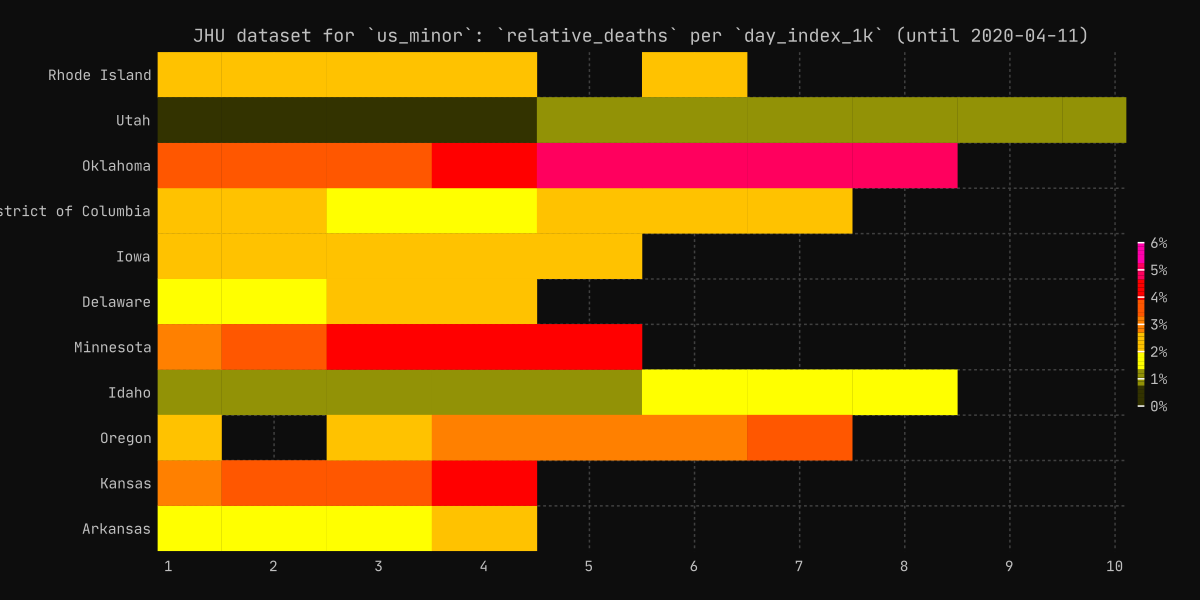 JHU dataset for `us_minor`: `relative_deaths` per `day_index_1k` (until 2020-04-11)
Rhode Island
Utah
Oklahoma
strict of Columbia
Iowa
Delaware
Minnesota
Idaho
Oregon
Kansas
Arkansas
6%
5%
4%
3%
2%
1%
0%
1 2 3 4 5 6 7 8 9 10